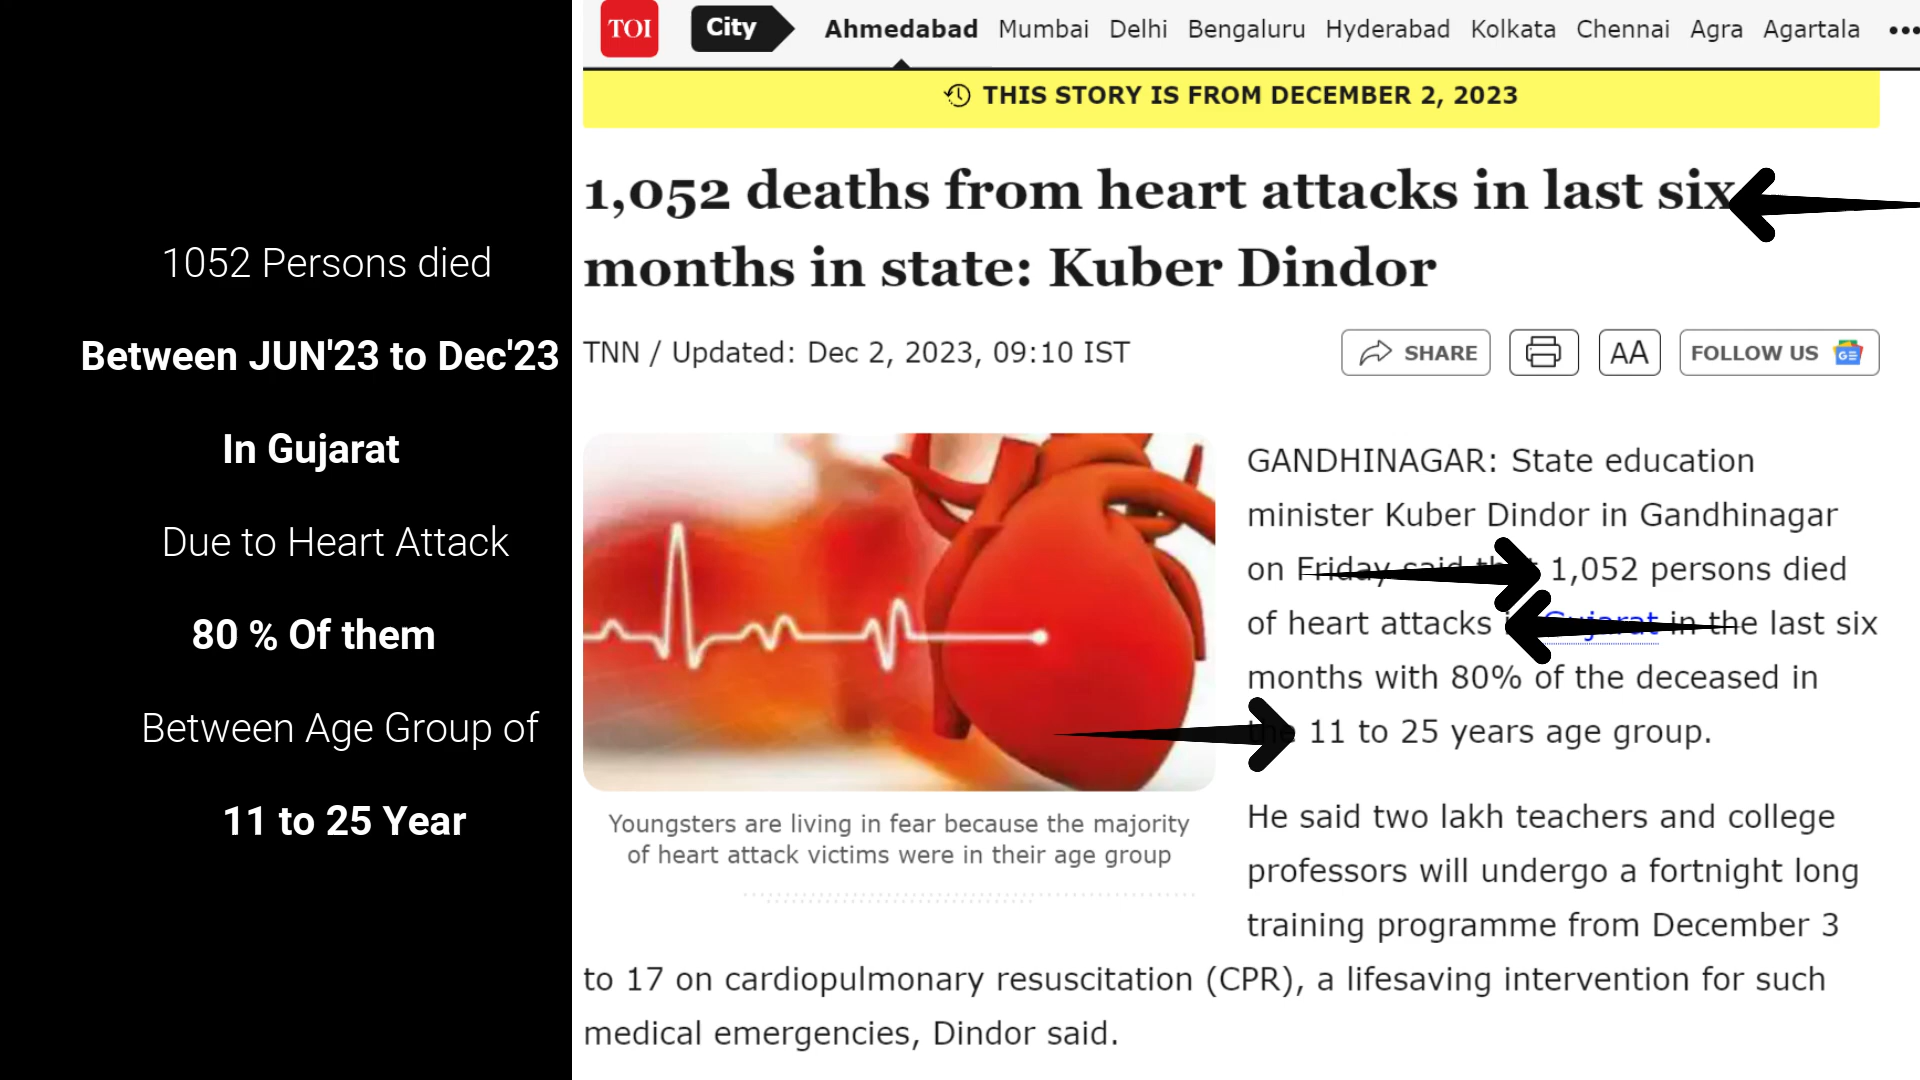 1052 Persons died
Between JUN'23 to Dec'23
In Gujarat
Due to Heart Attack
80 % Of them
Between Age Group of
11 to 25 Year
TOI City Ahmedabad Mumbai Delhi Bengaluru Hyderabad Kolkata Chennai Agra Agartala
THIS STORY IS FROM DECEMBER 2, 2023
1,052 deaths from heart attacks in last six
months in state: Kuber Dindor
TNN / Updated: Dec 2, 2023, 09:10 IST
SHARE
AA
FOLLOW US
GE
GANDHINAGAR: State education
minister Kuber Dindor in Gandhinagar
on Friday said that 1,052 persons died
of heart attacks in Gujarat in the last six
months with 80% of the deceased in
the 11 to 25 years age group.
Youngsters are living in fear because the majority
of heart attack victims were in their age group
He said two lakh teachers and college
professors will undergo a fortnight long
training programme from December 3
to 17 on cardiopulmonary resuscitation (CPR), a lifesaving intervention for such
medical emergencies, Dindor said.